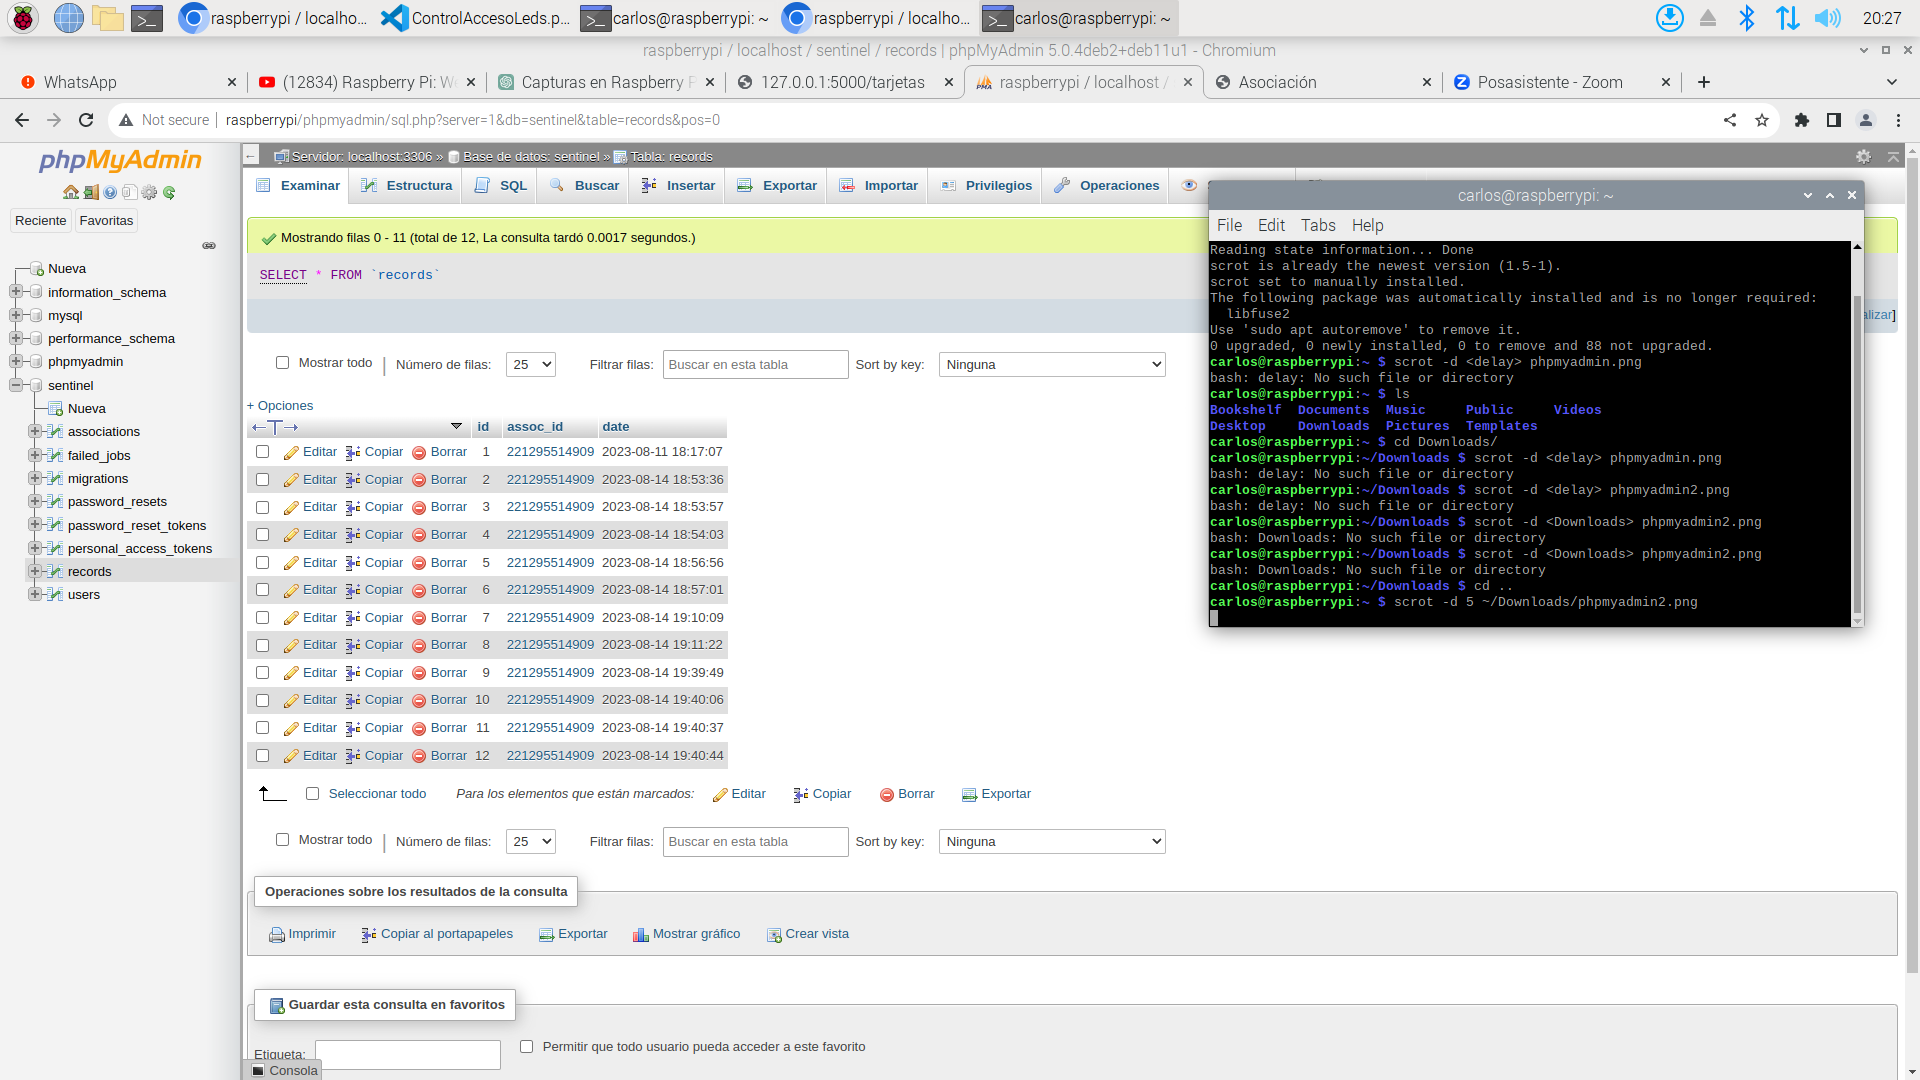 raspberrypi / localho...
ControlAccesoLeds.p...
carlos@raspberrypi: ~
raspberrypi / localho...
carlos@raspberrypi: ~
20:27
raspberrypi / localhost / sentinel / records | phpMyAdmin 5.0.4deb2+deb11u1 - Chromium
WhatsApp
(12834) Raspberry Pi: We
Capturas en Raspberry P
127.0.0.1:5000/tarjetas
raspberrypi / localhost /
Asociación
Posasistente - Zoom
Not secure
raspberrypi/phpmyadmin/sql.php?server=1&db=sentinel&table=records&pos=0
phpMyAdmin
Reciente
Favoritas
Nueva
information_schema
mysql
performance_schema
phpmyadmin
sentinel
Nueva
associations
failed_jobs
migrations
password_resets
password_reset_tokens
personal_access_tokens
records
users
Servidor: localhost:3306 » Base de datos: sentinel » Tabla: records
Examinar
Estructura
SQL
Buscar
Insertar
Exportar
Importar
Privilegios
Operaciones
Mostrando filas 0 - 11 (total de 12, La consulta tardó 0.0017 segundos.)
SELECT * FROM `records`
alizar]
Mostrar todo
Número de filas:
25
Filtrar filas:
Buscar en esta tabla
Sort by key:
Ninguna
+ Opciones
id assoc_id date
Editar Copiar Borrar 1 221295514909 2023-08-11 18:17:07
Editar Copiar Borrar 2 221295514909 2023-08-14 18:53:36
Editar Copiar Borrar 3 221295514909 2023-08-14 18:53:57
Editar Copiar Borrar 4 221295514909 2023-08-14 18:54:03
Editar Copiar Borrar 5 221295514909 2023-08-14 18:56:56
Editar Copiar Borrar 6 221295514909 2023-08-14 18:57:01
Editar Copiar Borrar 7 221295514909 2023-08-14 19:10:09
Editar Copiar Borrar 8 221295514909 2023-08-14 19:11:22
Editar Copiar Borrar 9 221295514909 2023-08-14 19:39:49
Editar Copiar Borrar 10 221295514909 2023-08-14 19:40:06
Editar Copiar Borrar 11 221295514909 2023-08-14 19:40:37
Editar Copiar Borrar 12 221295514909 2023-08-14 19:40:44
Seleccionar todo Para los elementos que están marcados: Editar Copiar Borrar Exportar
Mostrar todo
Número de filas:
25
Filtrar filas:
Buscar en esta tabla
Sort by key:
Ninguna
Operaciones sobre los resultados de la consulta
Imprimir Copiar al portapapeles Exportar Mostrar gráfico Crear vista
Guardar esta consulta en favoritos
Etiqueta:
Permitir que todo usuario pueda acceder a este favorito
Consola
carlos@raspberrypi: ~
File Edit Tabs Help
Reading state information... Done
scrot is already the newest version (1.5-1).
scrot set to manually installed.
The following package was automatically installed and is no longer required:
libfuse2
Use 'sudo apt autoremove' to remove it.
0 upgraded, 0 newly installed, 0 to remove and 88 not upgraded.
carlos@raspberrypi:~ $ scrot -d <delay> phpmyadmin.png
bash: delay: No such file or directory
carlos@raspberrypi:~ $ ls
Bookshelf Documents Music Public Videos
Desktop Downloads Pictures Templates
carlos@raspberrypi:~ $ cd Downloads/
carlos@raspberrypi:~/Downloads $ scrot -d <delay> phpmyadmin.png
bash: delay: No such file or directory
carlos@raspberrypi:~/Downloads $ scrot -d <delay> phpmyadmin2.png
bash: delay: No such file or directory
carlos@raspberrypi:~/Downloads $ scrot -d <Downloads> phpmyadmin2.png
bash: Downloads: No such file or directory
carlos@raspberrypi:~/Downloads $ scrot -d <Downloads> phpmyadmin2.png
bash: Downloads: No such file or directory
carlos@raspberrypi:~/Downloads $ cd ..
carlos@raspberrypi:~ $ scrot -d 5 ~/Downloads/phpmyadmin2.png